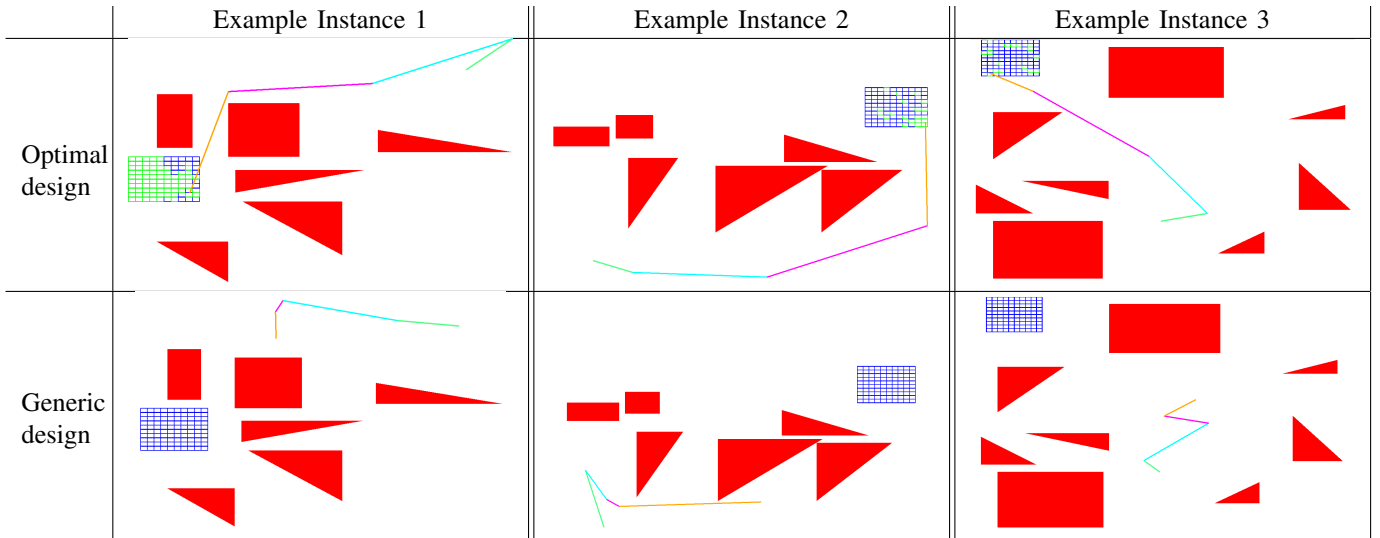 Example Instance 1
Example Instance 2
Example Instance 3
Optimal
design
Generic
design